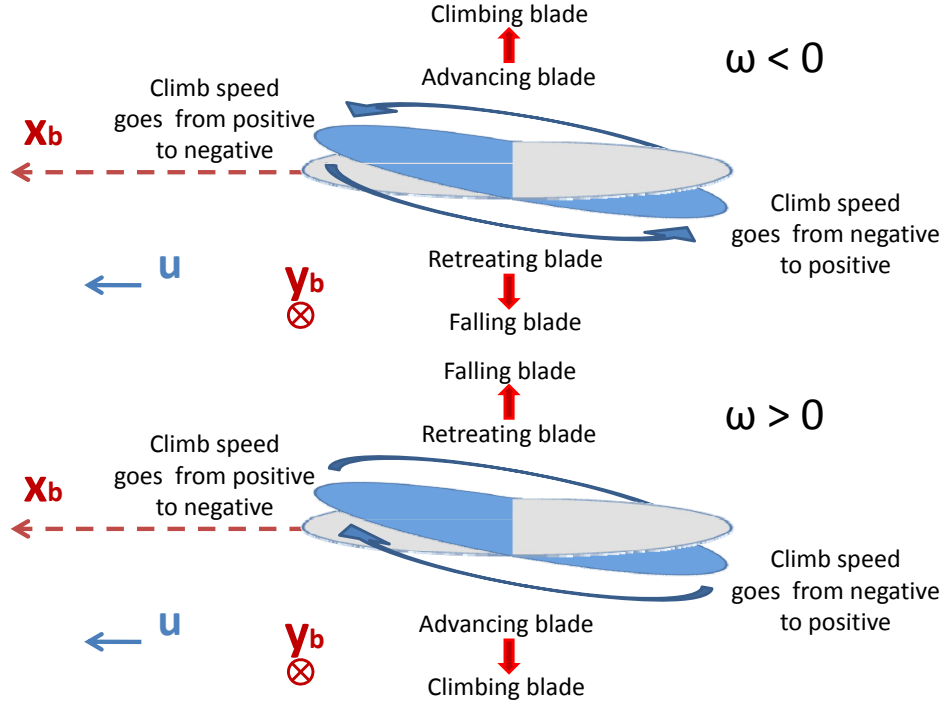 Climbing blade
ω < 0
Advancing blade
Climb speed
goes from positive
to negative
xb
Climb speed
goes from negative
to positive
Retreating blade
u
yb
Falling blade
Falling blade
ω > 0
Retreating blade
Climb speed
goes from positive
to negative
xb
Climb speed
goes from negative
to positive
Advancing blade
u
yb
Climbing blade